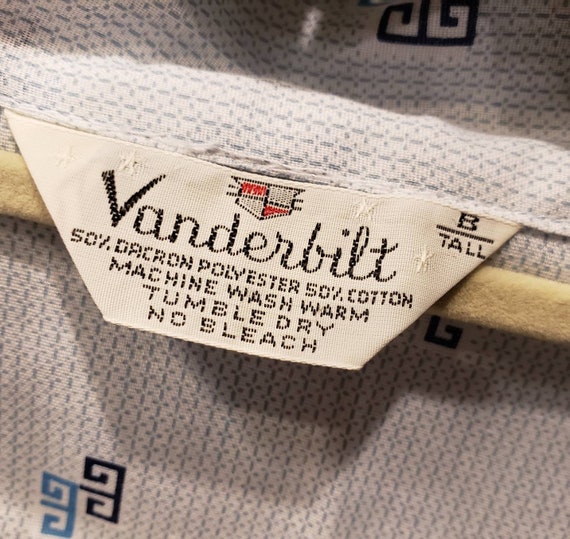 Vanderbilt
B
TALL
50% DACRON POLYESTER 50% COTTON
MACHINE WASH WARM
TUMBLE DRY
NO BLEACH